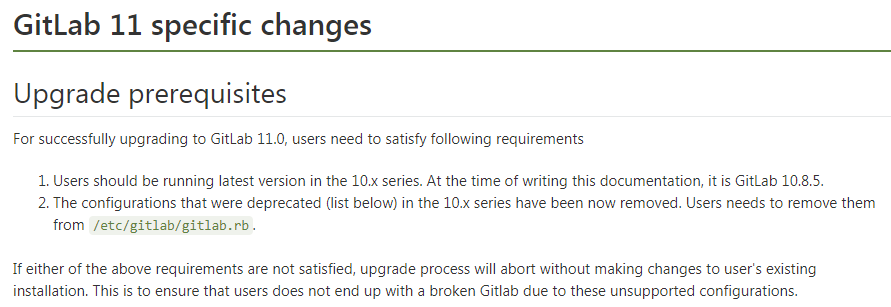 GitLab 11 specific changes
Upgrade prerequisites
For successfully upgrading to GitLab 11.0, users need to satisfy following requirements
1. Users should be running latest version in the 10.x series. At the time of writing this documentation, it is GitLab 10.8.5.
2. The configurations that were deprecated (list below) in the 10.x series have been now removed. Users needs to remove them
from /etc/gitlab/gitlab.rb.
If either of the above requirements are not satisfied, upgrade process will abort without making changes to user's existing
installation. This is to ensure that users does not end up with a broken Gitlab due to these unsupported configurations.